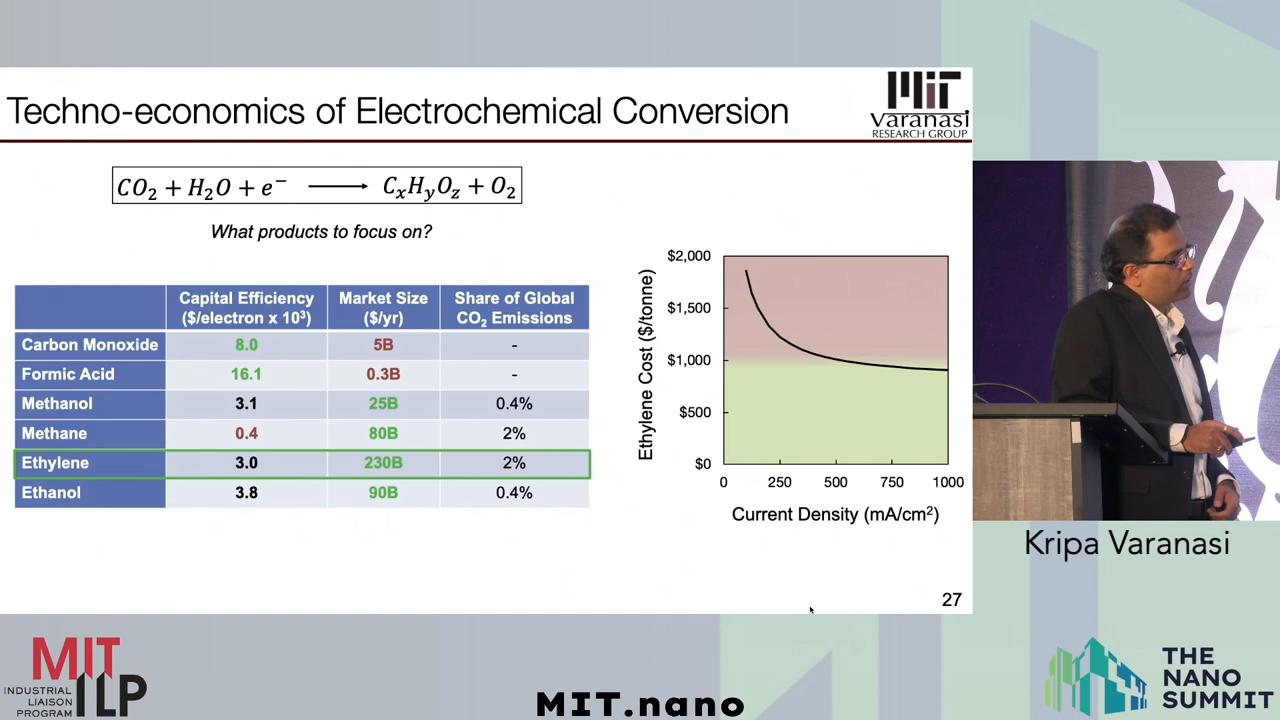 Techno-economics of Electrochemical Conversion
MIT
varanasi
RESEARCH GROUP
CO₂ + H₂O + e⁻ ⟶ CₓHᵧO_z + O₂
What products to focus on?
Capital Efficiency ($/electron x 10³) Market Size ($/yr) Share of Global CO₂ Emissions
Carbon Monoxide 8.0 5B -
Formic Acid 16.1 0.3B -
Methanol 3.1 25B 0.4%
Methane 0.4 80B 2%
Ethylene 3.0 230B 2%
Ethanol 3.8 90B 0.4%
Ethylene Cost ($/tonne)
$2,000
$1,500
$1,000
$500
$0
0 250 500 750 1000
Current Density (mA/cm²)
27
Kripa Varanasi
MIT
INDUSTRIAL
LIAISON
PROGRAM
ILP
MIT.nano
THE
NANO
SUMMIT